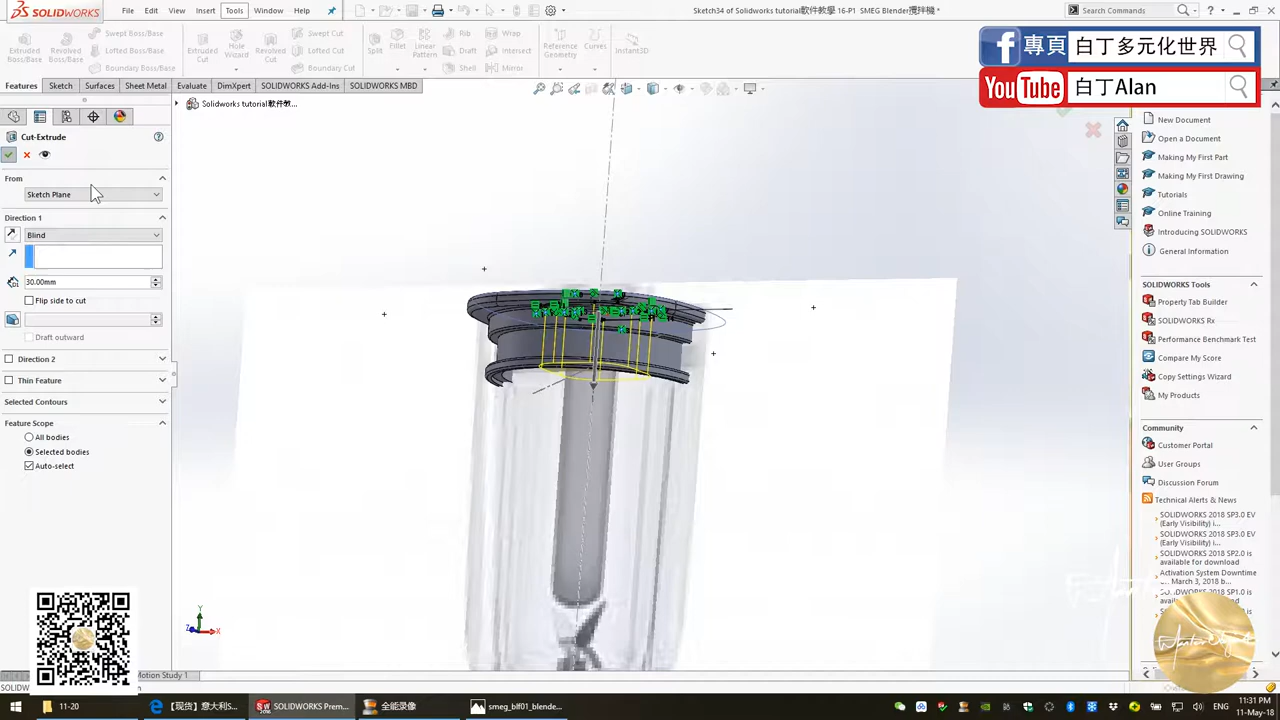 SOLIDWORKS
File
Edit
View
Insert
Tools
Window
Help
Sketch34 of Solidworks tutorial軟件教學 16-P1 SMEG Blender攪拌機 *
Search Commands
Extruded Boss/Base
Revolved Boss/Base
Swept Boss/Base
Lofted Boss/Base
Boundary Boss/Base
Extruded Cut
Hole Wizard
Revolved Cut
Swept Cut
Lofted Cut
Boundary Cut
Split
Fillet
Linear Pattern
Rib
Draft
Shell
Wrap
Intersect
Mirror
Reference Geometry
Curves
Instant3D
f 專頁 白丁多元化世界
YouTube 白丁Alan
Features
Sketch
Surfaces
Sheet Metal
Evaluate
DimXpert
SOLIDWORKS Add-Ins
SOLIDWORKS MBD
Solidworks tutorial軟件教...
Cut-Extrude
From
Sketch Plane
Direction 1
Blind
30.00mm
Flip side to cut
Draft outward
Direction 2
Thin Feature
Selected Contours
Feature Scope
All bodies
Selected bodies
Auto-select
New Document
Open a Document
Making My First Part
Making My First Drawing
Tutorials
Online Training
Introducing SOLIDWORKS
General Information
SOLIDWORKS Tools
Property Tab Builder
SOLIDWORKS Rx
Performance Benchmark Test
Compare My Score
Copy Settings Wizard
My Products
Community
Customer Portal
User Groups
Discussion Forum
Technical Alerts & News
SOLIDWORKS 2018 SP3.0 EV
(Early Visibility) i...
SOLIDWORKS 2018 SP3.0 EV
(Early Visibility) i...
SOLIDWORKS 2018 SP2.0 is
available for download
Activation System Downtime
March 3, 2018
Y
Z
X
Motion Study 1
11-20
【现货】意大利S...
SOLIDWORKS Prem...
全能录像
smeg_blf01_blende...
11:31 PM
11-May-18